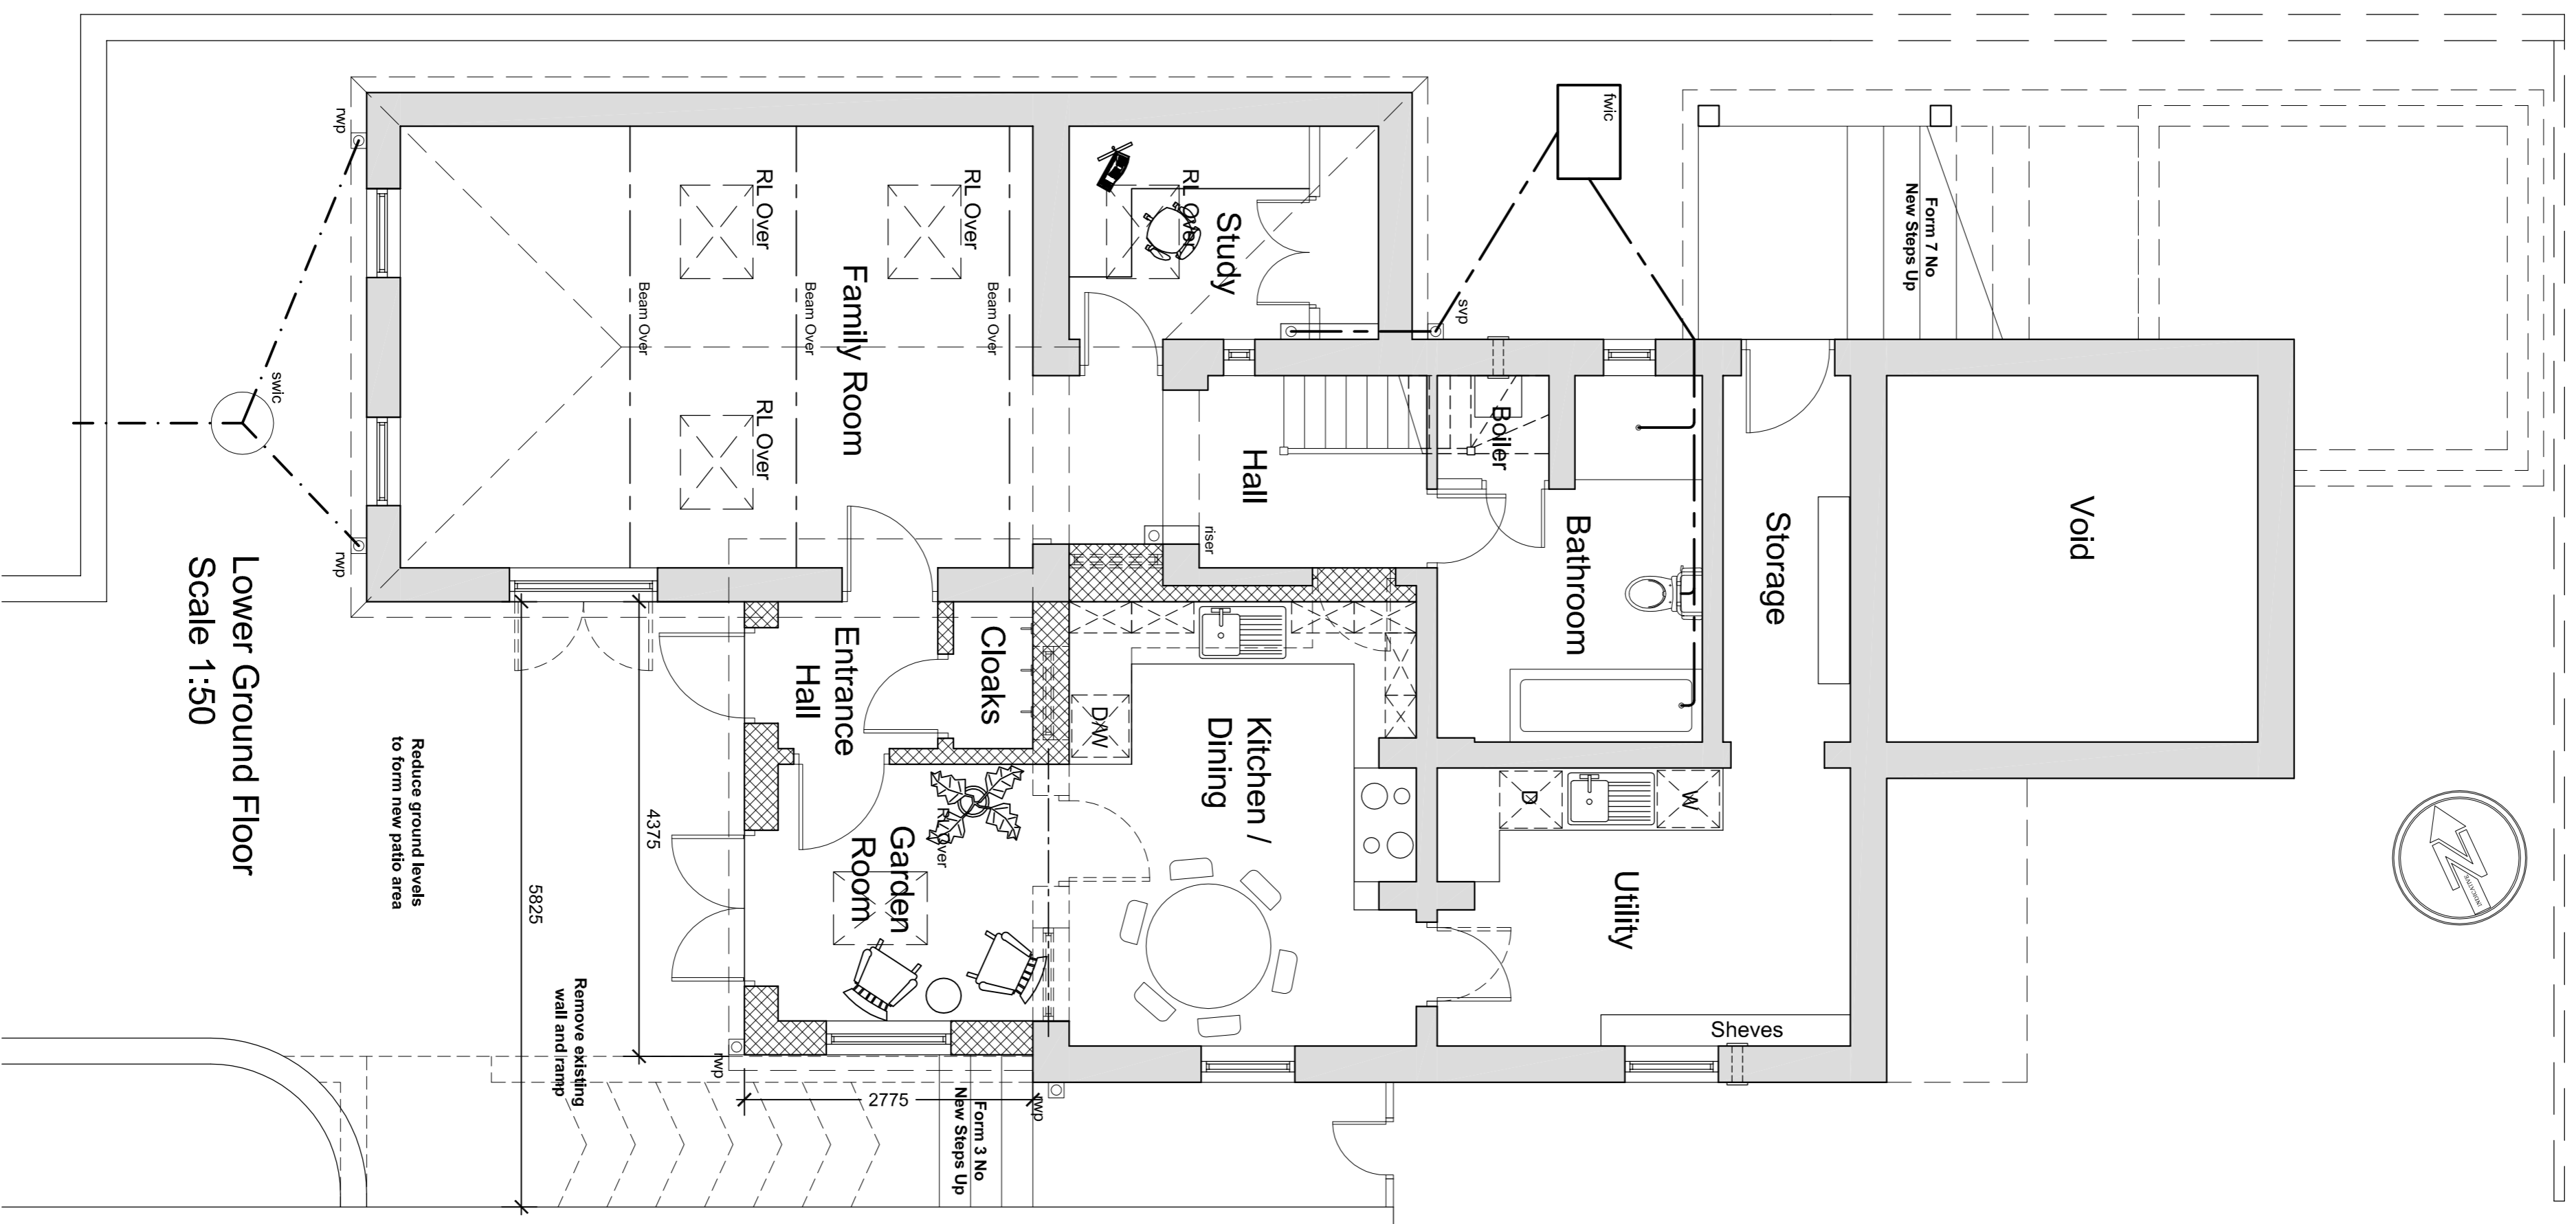 fwic
Form 7 No
New Steps Up
rwp
RL Over
RL Over
RL Over
Study
svp
Beam Over
Beam Over
Beam Over
Family Room
RL Over
swic
Hall
Boiler
riser
Bathroom
Storage
Void
rwp
Lower Ground Floor
Scale 1:50
Entrance
Hall
Cloaks
D/W
Kitchen /
Dining
D
W
Utility
Reduce ground levels
to form new patio area
4375
5825
RL Over
Garden
Room
INDICATIVE
N
Remove existing
wall and ramp
Sheves
rwp
2775
rwp
Form 3 No
New Steps Up